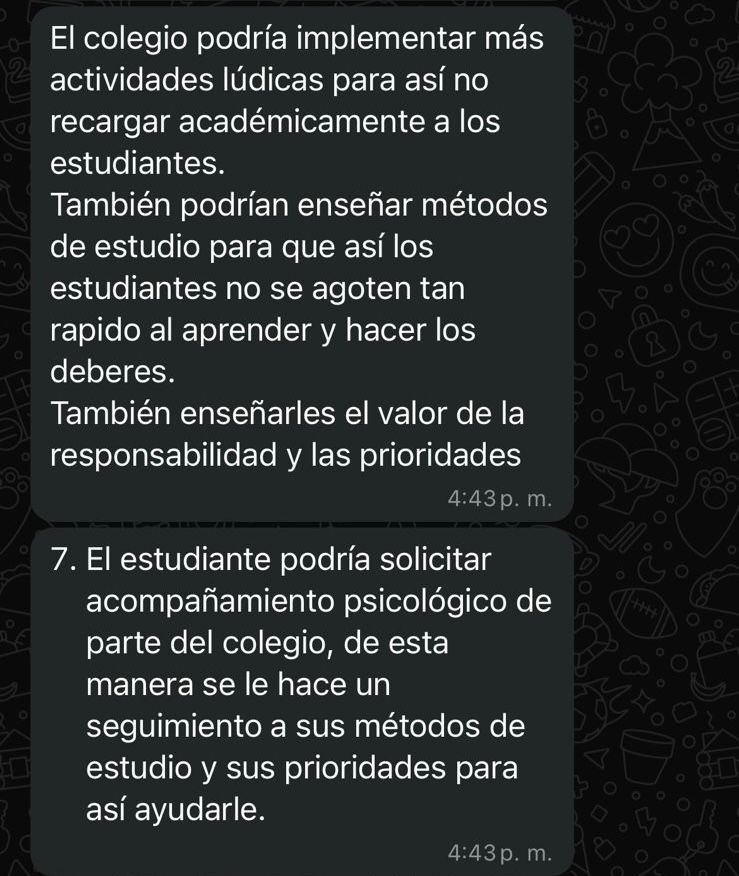 El colegio podría implementar más
actividades lúdicas para así no
recargar académicamente a los
estudiantes.
También podrían enseñar métodos
de estudio para que así los
estudiantes no se agoten tan
rapido al aprender y hacer los
deberes.
También enseñarles el valor de la
responsabilidad y las prioridades
4:43 p. m.
7. El estudiante podría solicitar
acompañamiento psicológico de
parte del colegio, de esta
manera se le hace un
seguimiento a sus métodos de
estudio y sus prioridades para
así ayudarle.
4:43 p. m.